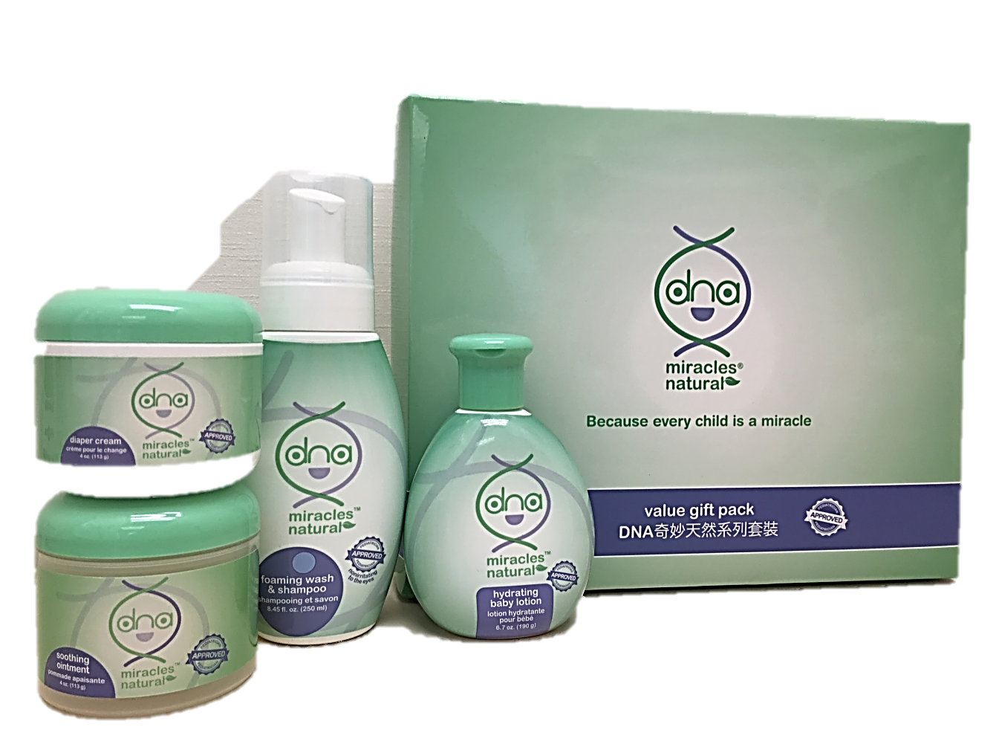 dna
miracles®
natural
Because every child is a miracle
value gift pack
DNA奇妙天然系列套裝
PEDIATRICIAN
APPROVED
dna
miracles™
natural
diaper cream
crème pour le change
4 oz. (113 g)
APPROVED
dna
miracles™
natural
foaming wash
& shampoo
shampooing et savon
8.45 fl. oz. (250 ml)
APPROVED
nonirritating
to the eyes
dna
miracles™
natural
hydrating
baby lotion
lotion hydratante
pour bébé
6.7 oz. (190 g)
APPROVED
dna
miracles™
natural
soothing
ointment
pommade apaisante
4 oz. (113 g)
APPROVED